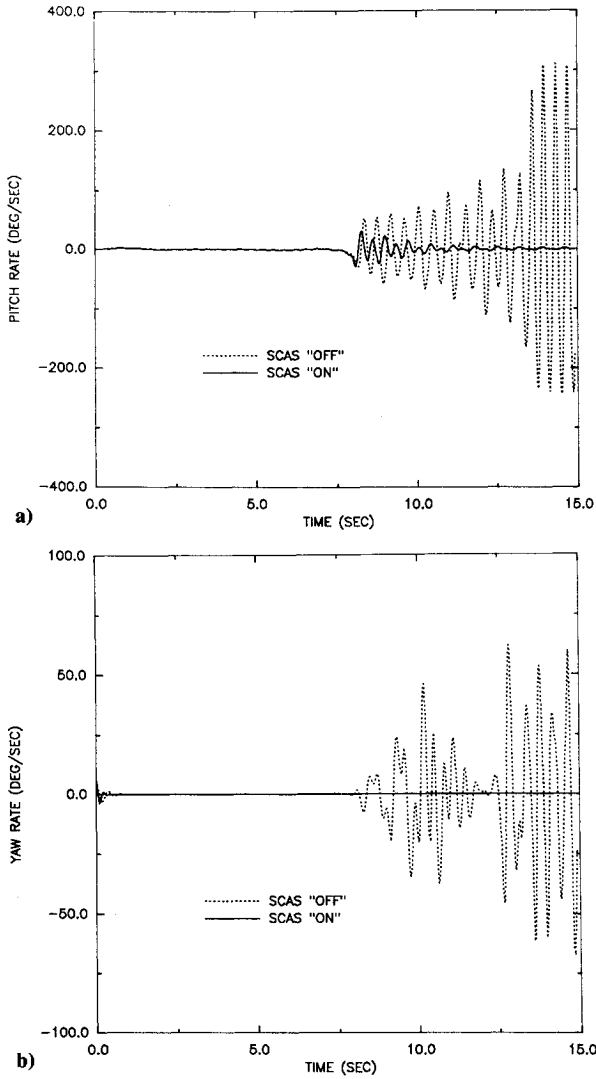 400.0
200.0
0.0
-200.0
-400.0
PITCH RATE (DEG/SEC)
SCAS "OFF"
SCAS "ON"
0.0 5.0 10.0 15.0
TIME (SEC)
a)
100.0
50.0
0.0
-50.0
-100.0
YAW RATE (DEG/SEC)
SCAS "OFF"
SCAS "ON"
0.0 5.0 10.0 15.0
TIME (SEC)
b)